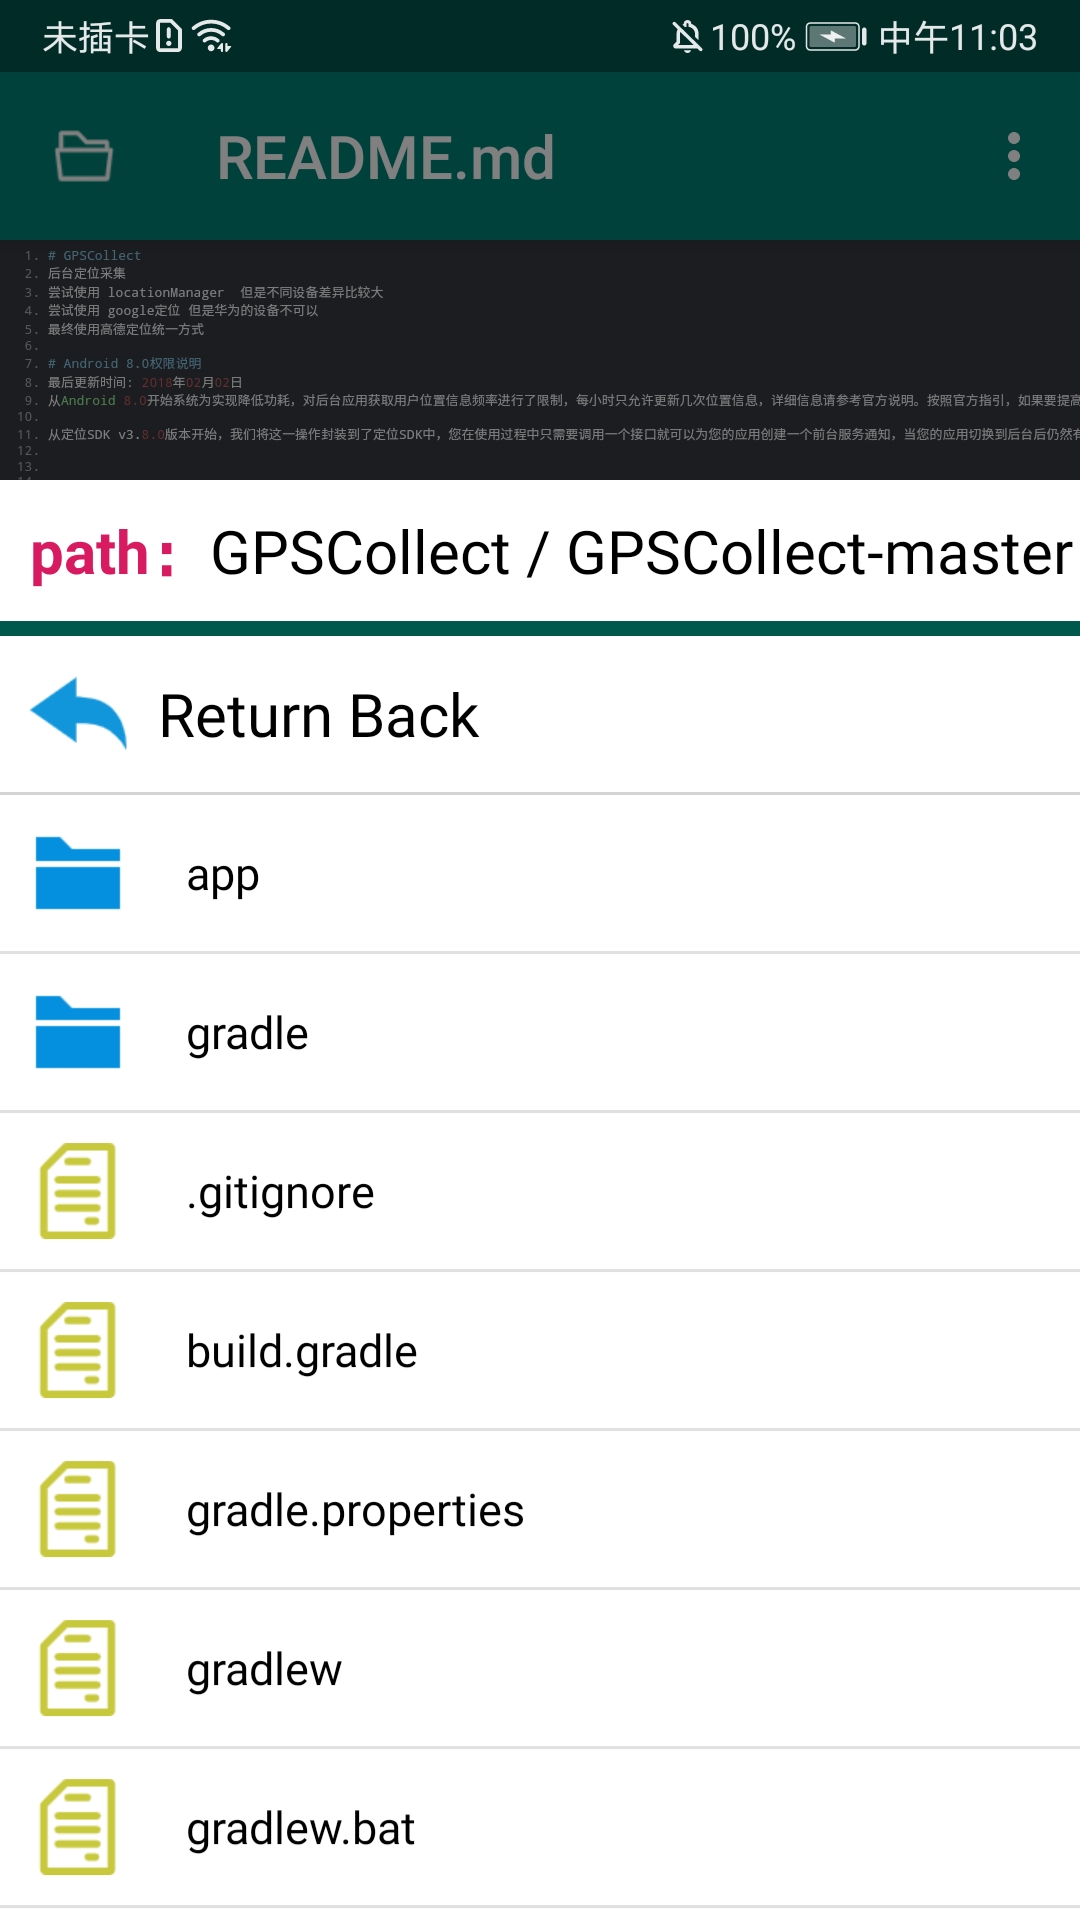 未插卡 100% 中午11:03
README.md
1. # GPSCollect
2. 后台定位采集
3. 尝试使用 locationManager 但是不同设备差异比较大
4. 尝试使用 google定位 但是华为的设备不可以
5. 最终使用高德定位统一方式
6.
7. # Android 8.0权限说明
8. 最后更新时间: 2018年02月02日
9. 从Android 8.0开始系统为实现降低功耗，对后台应用获取用户位置信息频率进行了限制，每小时只允许更新几次位置信息，详细信息请参考官方说明。按照官方指引，如果要提高
10.
11. 从定位SDK v3.8.0版本开始，我们将这一操作封装到了定位SDK中，您在使用过程中只需要调用一个接口就可以为您的应用创建一个前台服务通知，当您的应用切换到后台后仍然有
12.
13.
path: GPSCollect / GPSCollect-master
Return Back
app
gradle
.gitignore
build.gradle
gradle.properties
gradlew
gradlew.bat